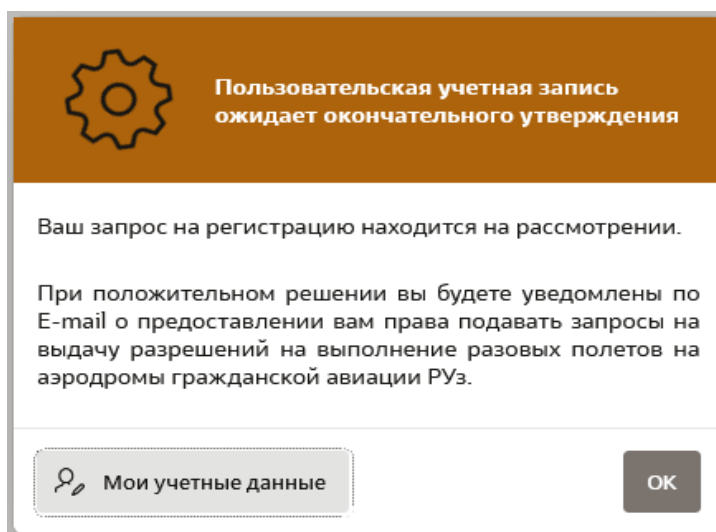 Пользовательская учетная запись
ожидает окончательного утверждения
Ваш запрос на регистрацию находится на рассмотрении.
При положительном решении вы будете уведомлены по
E-mail о предоставлении вам права подавать запросы на
выдачу разрешений на выполнение разовых полетов на
аэродромы гражданской авиации РУз.
Мои учетные данные
OK